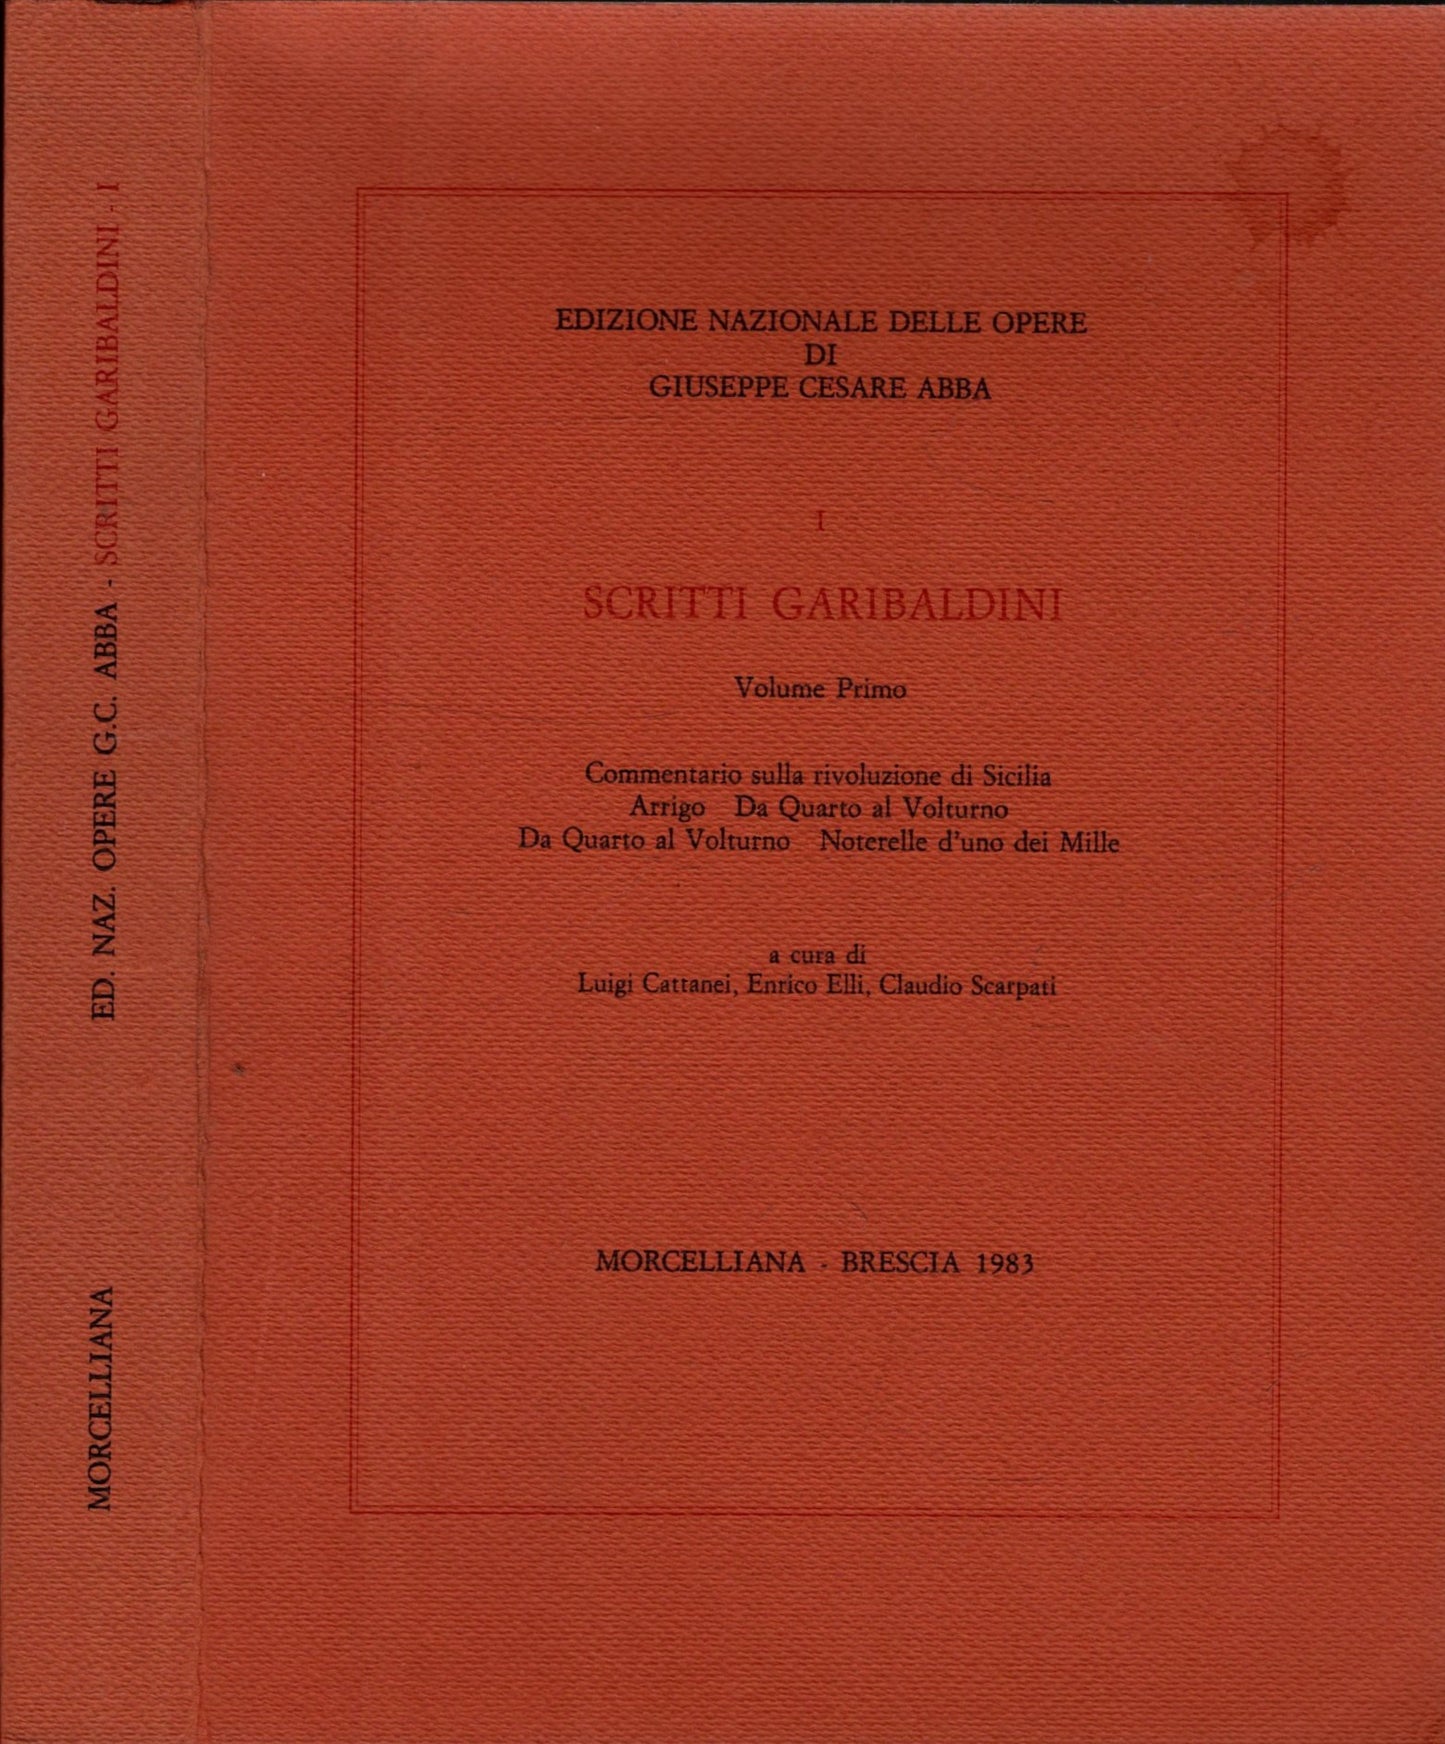 ED. NAZ. OPERE G.C. ABBA - SCRITTI GARIBALDINI - I
MORCELLIANA
EDIZIONE NAZIONALE DELLE OPERE
DI
GIUSEPPE CESARE ABBA
I
SCRITTI GARIBALDINI
Volume Primo
Commentario sulla rivoluzione di Sicilia
Arrigo Da Quarto al Volturno
Da Quarto al Volturno Noterelle d'uno dei Mille
a cura di
Luigi Cattanei, Enrico Elli, Claudio Scarpati
MORCELLIANA - BRESCIA 1983